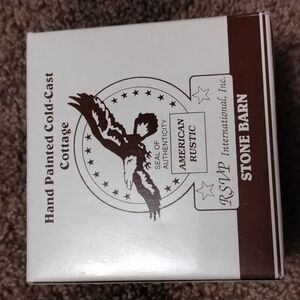 Hand Painted Cold-Cast
Cottage
SEAL OF
AUTHENTICITY
AMERICAN
RUSTIC
RSVP International, Inc.
STONE BARN